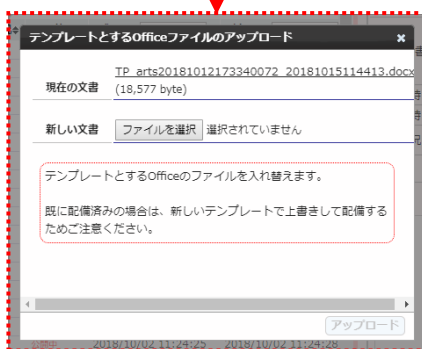 テンプレートとするOfficeファイルのアップロード ×
TP_arts20181012173340072_20181015114413.docx
現在の文書 (18,577 byte)
新しい文書 ファイルを選択 選択されていません
テンプレートとするOfficeのファイルを入れ替えます。
既に配備済みの場合は、新しいテンプレートで上書きして配備する
ためご注意ください。
アップロード
2018/10/02 11:24:25 2018/10/02 11:24:28